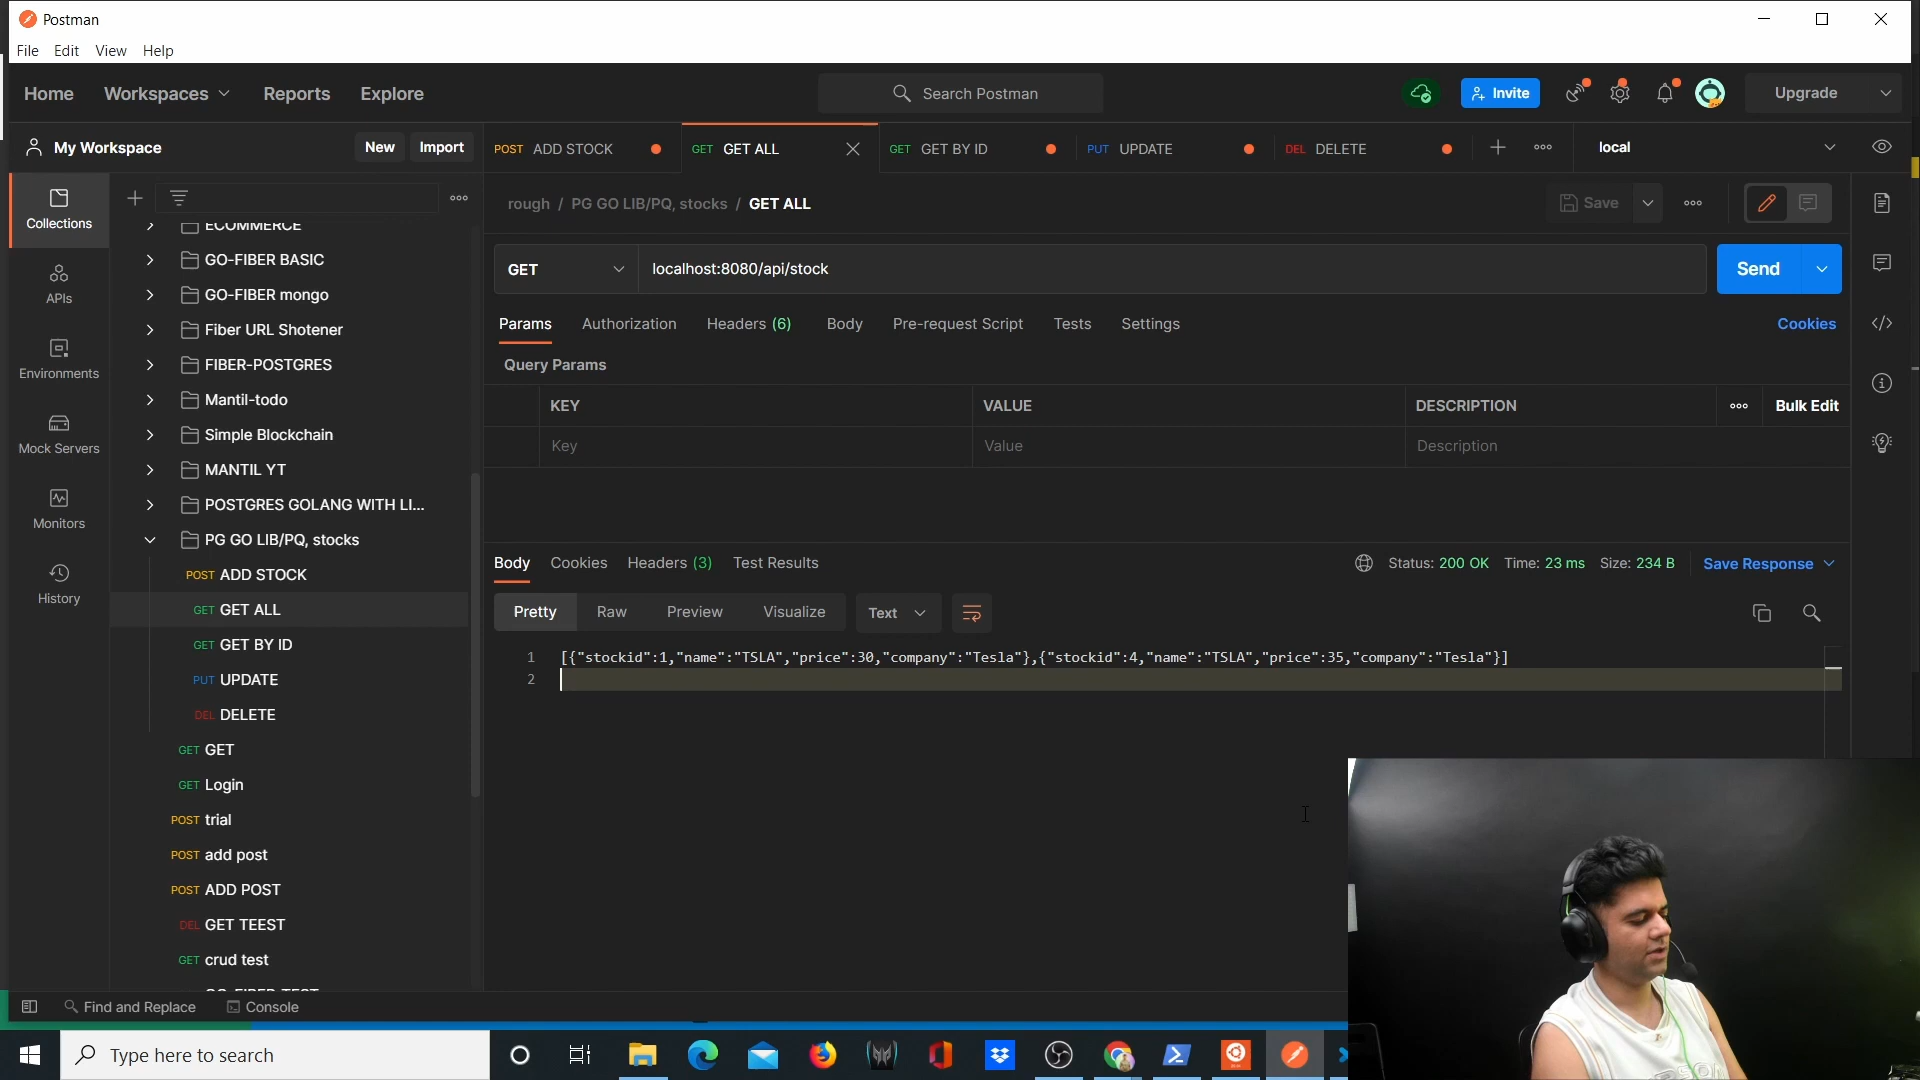 Postman
File Edit View Help
Home Workspaces Reports Explore
Search Postman
Invite
Upgrade
My Workspace New Import
POST ADD STOCK GET GET ALL GET GET BY ID PUT UPDATE DEL DELETE
local
Collections
APIs
Environments
Mock Servers
Monitors
History
ECOMMERCE
GO-FIBER BASIC
GO-FIBER mongo
Fiber URL Shotener
FIBER-POSTGRES
Mantil-todo
Simple Blockchain
MANTIL YT
POSTGRES GOLANG WITH LI...
PG GO LIB/PQ, stocks
POST ADD STOCK
GET GET ALL
GET GET BY ID
PUT UPDATE
DEL DELETE
GET GET
GET Login
POST trial
POST add post
POST ADD POST
DEL GET TEEST
GET crud test
GO-FIBER TEST
rough / PG GO LIB/PQ, stocks / GET ALL
Save
GET localhost:8080/api/stock
Send
Params Authorization Headers (6) Body Pre-request Script Tests Settings
Cookies
Query Params
KEY VALUE DESCRIPTION Bulk Edit
Key Value Description
Body Cookies Headers (3) Test Results
Status: 200 OK Time: 23 ms Size: 234 B Save Response
Pretty Raw Preview Visualize Text
1 [{"stockid":1,"name":"TSLA","price":30,"company":"Tesla"},{"stockid":4,"name":"TSLA","price":35,"company":"Tesla"}]
2
Find and Replace Console
Type here to search